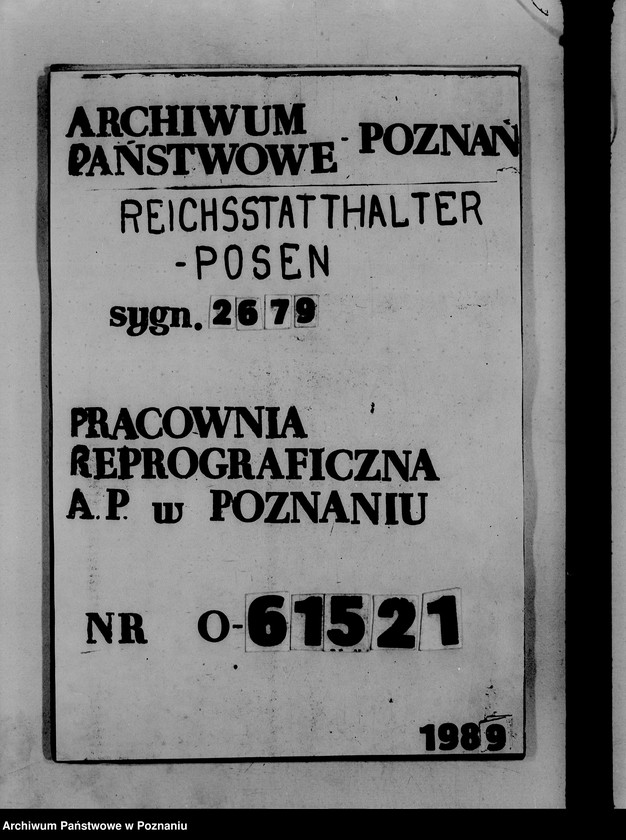 ARCHIWUM
PAŃSTWOWE - POZNAŃ
REICHSSTATTHALTER
-POSEN
sygn. 2679
PRACOWNIA
REPROGRAFICZNA
A.P. w POZNANIU
NR O-61521
1989
Archiwum Państwowe w Poznaniu